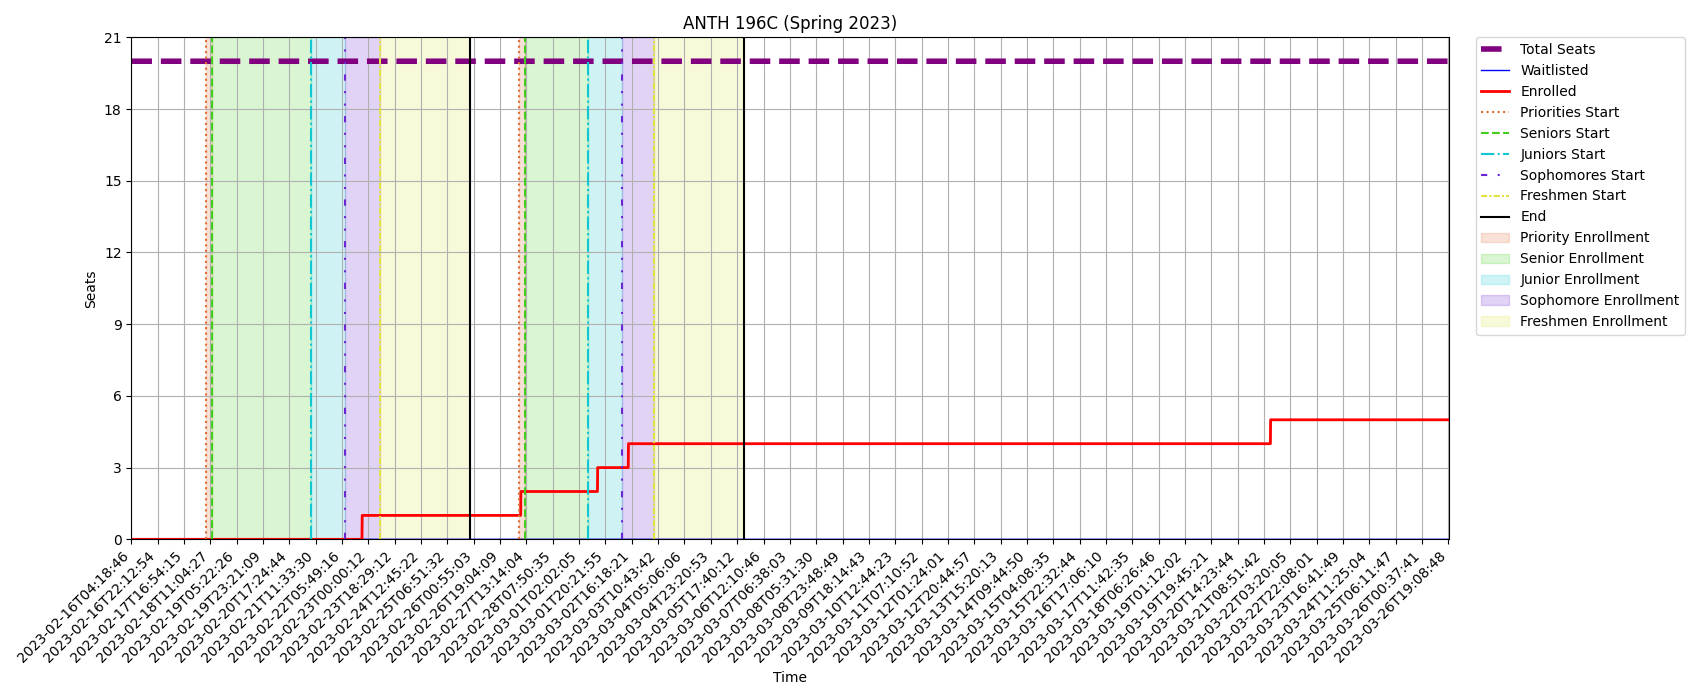 ANTH 196C (Spring 2023)
21
18
15
12
9
6
3
0
Seats
2023-02-16T04:18:46
2023-02-16T22:12:54
2023-02-17T16:54:15
2023-02-18T11:04:27
2023-02-19T05:22:26
2023-02-19T23:21:09
2023-02-20T17:24:44
2023-02-21T11:33:30
2023-02-22T05:49:16
2023-02-23T00:00:12
2023-02-23T18:29:12
2023-02-24T12:45:22
2023-02-25T06:51:32
2023-02-26T00:55:03
2023-02-26T19:04:09
2023-02-27T13:14:04
2023-02-28T07:50:35
2023-03-01T02:02:05
2023-03-01T20:21:55
2023-03-02T16:18:21
2023-03-03T10:43:42
2023-03-04T05:06:06
2023-03-04T23:20:53
2023-03-05T17:40:12
2023-03-06T12:10:46
2023-03-07T06:38:03
2023-03-08T05:31:30
2023-03-08T23:48:49
2023-03-09T18:14:43
2023-03-10T12:44:23
2023-03-11T07:10:52
2023-03-12T01:24:01
2023-03-12T20:44:57
2023-03-13T15:20:13
2023-03-14T09:44:50
2023-03-15T04:08:35
2023-03-15T22:32:44
2023-03-16T17:06:10
2023-03-17T11:42:35
2023-03-18T06:26:46
2023-03-19T01:12:02
2023-03-19T19:45:21
2023-03-20T14:23:44
2023-03-21T08:51:42
2023-03-22T03:20:05
2023-03-22T22:08:01
2023-03-23T16:41:49
2023-03-24T11:25:04
2023-03-25T06:11:47
2023-03-26T00:37:41
2023-03-26T19:08:48
Time
Total Seats
Waitlisted
Enrolled
Priorities Start
Seniors Start
Juniors Start
Sophomores Start
Freshmen Start
End
Priority Enrollment
Senior Enrollment
Junior Enrollment
Sophomore Enrollment
Freshmen Enrollment